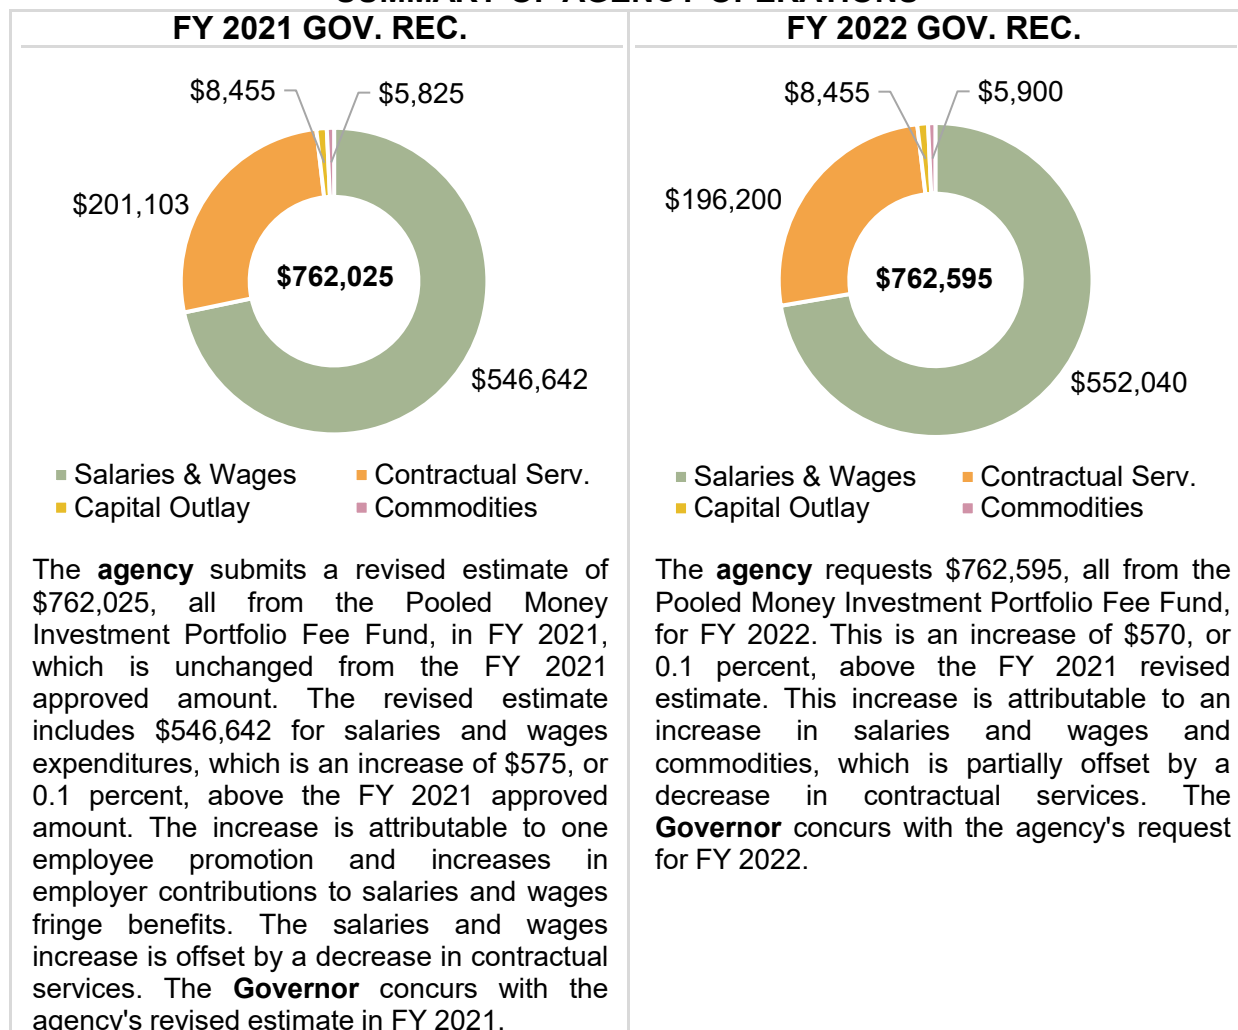 SUMMARY OF AGENCY OPERATIONS
FY 2021 GOV. REC.
$8,455
$5,825
$201,103
$762,025
$546,642
Salaries & Wages
Contractual Serv.
Capital Outlay
Commodities
The agency submits a revised estimate of
$762,025, all from the Pooled Money
Investment Portfolio Fee Fund, in FY 2021,
which is unchanged from the FY 2021
approved amount. The revised estimate
includes $546,642 for salaries and wages
expenditures, which is an increase of $575, or
0.1 percent, above the FY 2021 approved
amount. The increase is attributable to one
employee promotion and increases in
employer contributions to salaries and wages
fringe benefits. The salaries and wages
increase is offset by a decrease in contractual
services. The Governor concurs with the
agency's revised estimate in FY 2021.
FY 2022 GOV. REC.
$8,455
$5,900
$196,200
$762,595
$552,040
Salaries & Wages
Contractual Serv.
Capital Outlay
Commodities
The agency requests $762,595, all from the
Pooled Money Investment Portfolio Fee Fund,
for FY 2022. This is an increase of $570, or
0.1 percent, above the FY 2021 revised
estimate. This increase is attributable to an
increase in salaries and wages and
commodities, which is partially offset by a
decrease in contractual services. The
Governor concurs with the agency's request
for FY 2022.